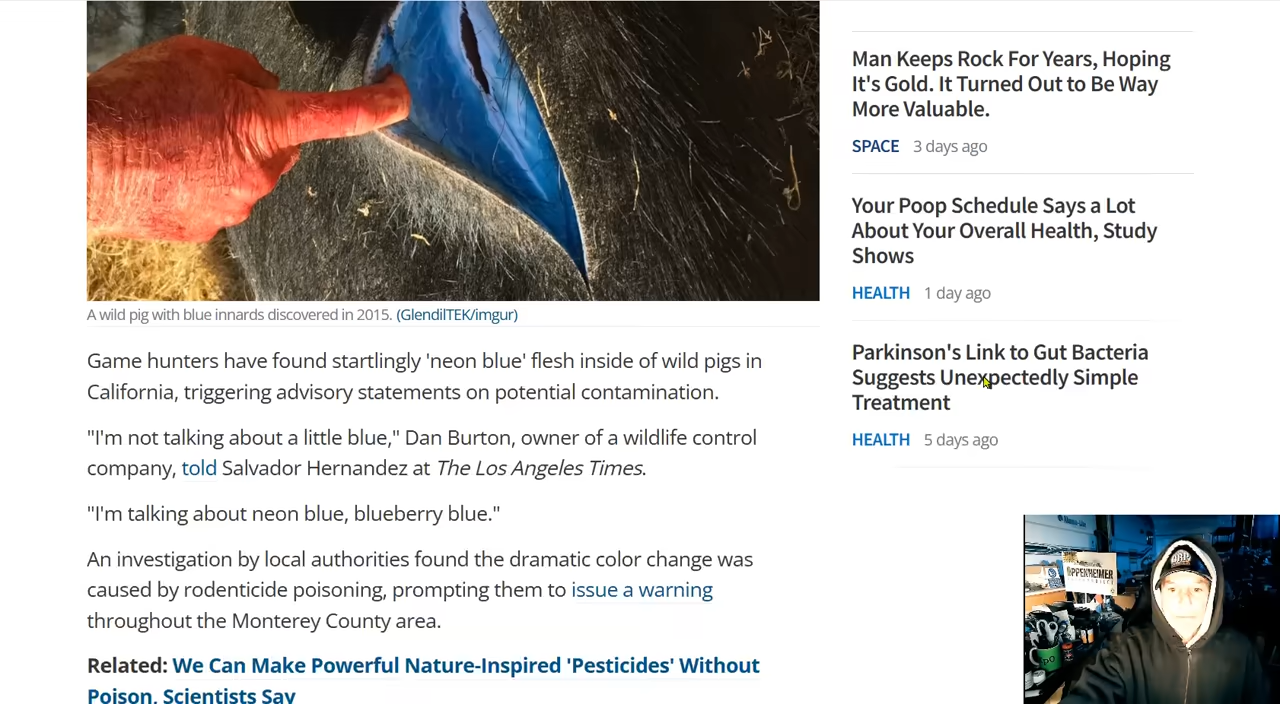 A wild pig with blue innards discovered in 2015. (GlendilTEK/imgur)
Game hunters have found startlingly 'neon blue' flesh inside of wild pigs in
California, triggering advisory statements on potential contamination.
"I'm not talking about a little blue," Dan Burton, owner of a wildlife control
company, told Salvador Hernandez at The Los Angeles Times.
"I'm talking about neon blue, blueberry blue."
An investigation by local authorities found the dramatic color change was
caused by rodenticide poisoning, prompting them to issue a warning
throughout the Monterey County area.
Related: We Can Make Powerful Nature-Inspired 'Pesticides' Without
Poison, Scientists Say
Man Keeps Rock For Years, Hoping
It's Gold. It Turned Out to Be Way
More Valuable.
SPACE 3 days ago
Your Poop Schedule Says a Lot
About Your Overall Health, Study
Shows
HEALTH 1 day ago
Parkinson's Link to Gut Bacteria
Suggests Unexpectedly Simple
Treatment
HEALTH 5 days ago
OPPENHEIMER